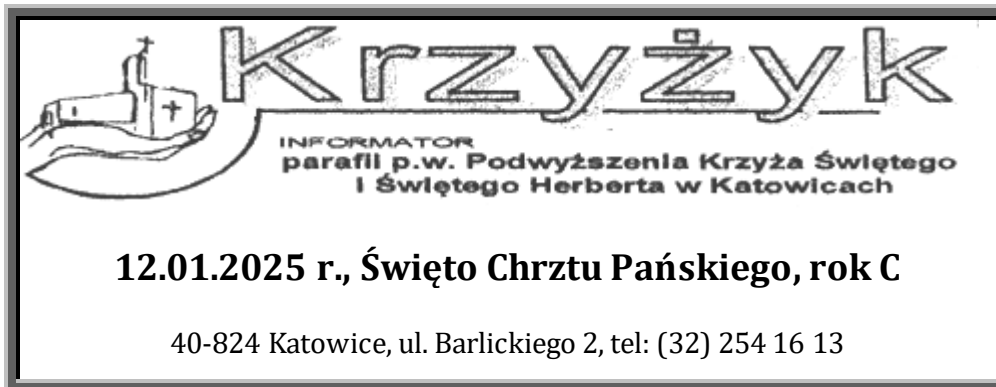 Krzyżyk
INFORMATOR
parafii p.w. Podwyższenia Krzyża Świętego
i Świętego Herberta w Katowicach
12.01.2025 r., Święto Chrztu Pańskiego, rok C
40-824 Katowice, ul. Barlickiego 2, tel: (32) 254 16 13